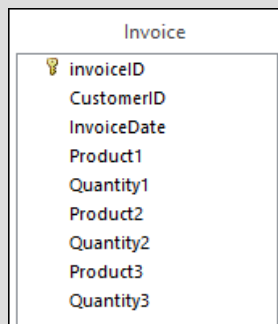 Invoice
invoiceID
CustomerID
InvoiceDate
Product1
Quantity1
Product2
Quantity2
Product3
Quantity3